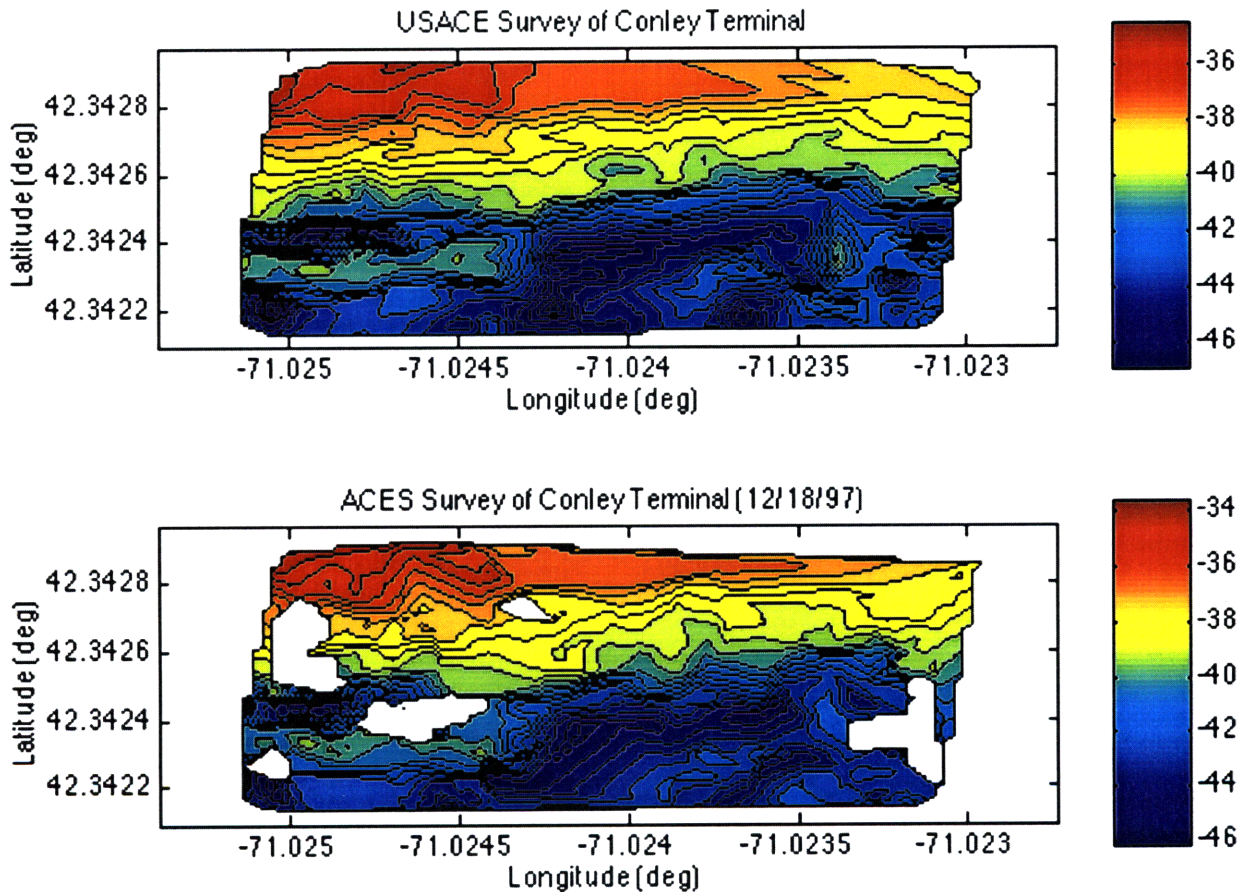 USACE Survey of Conley Terminal
Latitude(deg)
42.3428
42.3426
42.3424
42.3422
-71.025 -71.0245 -71.024 -71.0235 -71.023
Longitude(deg)
-36
-38
-40
-42
-44
-46
ACES Survey of Conley Terminal(12/18/97)
Latitude(deg)
42.3428
42.3426
42.3424
42.3422
-71.025 -71.0245 -71.024 -71.0235 -71.023
Longitude(deg)
-34
-36
-38
-40
-42
-44
-46